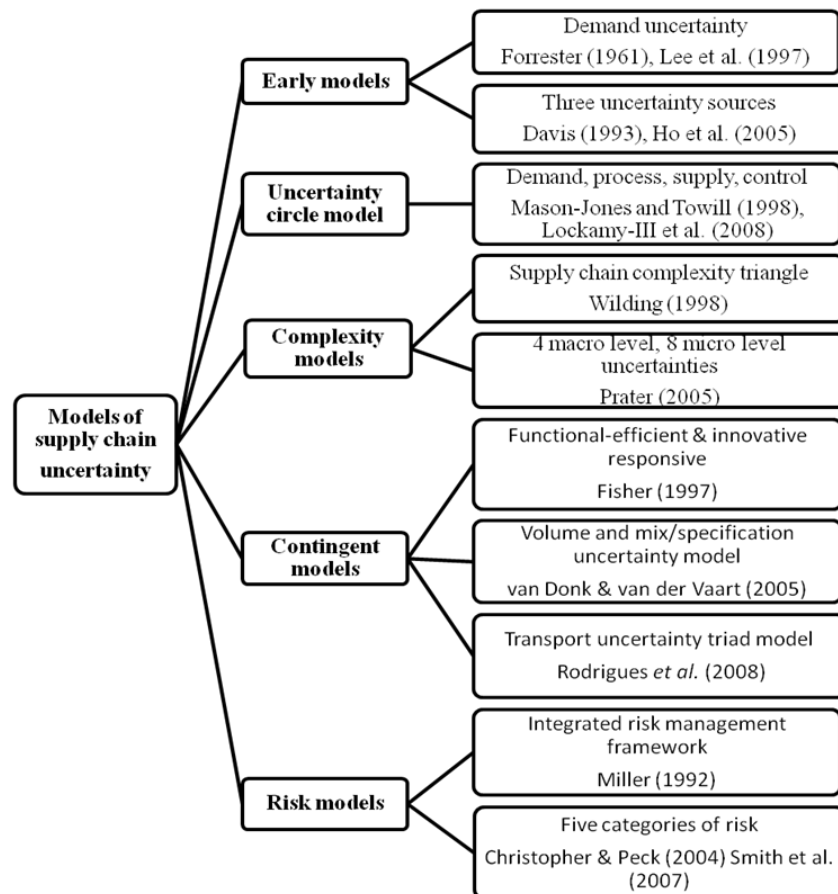 Models of
supply chain
uncertainty
Early models
Demand uncertainty
Forrester (1961), Lee et al. (1997)
Three uncertainty sources
Davis (1993), Ho et al. (2005)
Uncertainty
circle model
Demand, process, supply, control
Mason-Jones and Towill (1998),
Lockamy-III et al. (2008)
Complexity
models
Supply chain complexity triangle
Wilding (1998)
4 macro level, 8 micro level
uncertainties
Prater (2005)
Contingent
models
Functional-efficient & innovative
responsive
Fisher (1997)
Volume and mix/specification
uncertainty model
van Donk & van der Vaart (2005)
Transport uncertainty triad model
Rodrigues et al. (2008)
Risk models
Integrated risk management
framework
Miller (1992)
Five categories of risk
Christopher & Peck (2004) Smith et al.
(2007)